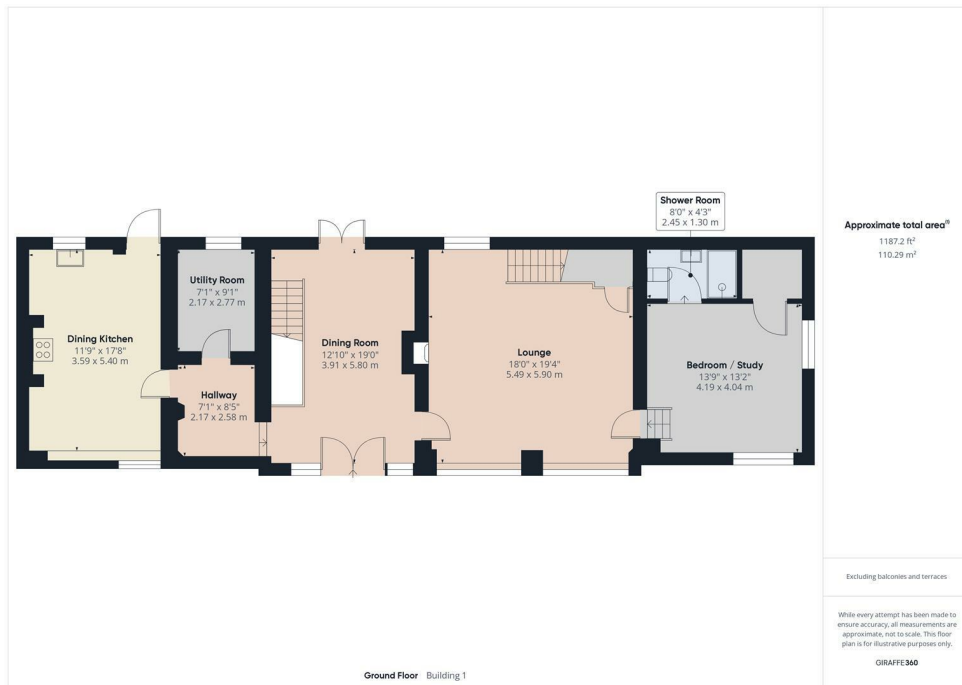 Shower Room
8'0" x 4'3"
2.45 x 1.30 m
Approximate total area⁽¹⁾
1187.2 ft²
110.29 m²
Utility Room
7'1" x 9'1"
2.17 x 2.77 m
Dining Kitchen
11'9" x 17'8"
3.59 x 5.40 m
Dining Room
12'10" x 19'0"
3.91 x 5.80 m
Lounge
18'0" x 19'4"
5.49 x 5.90 m
Bedroom / Study
13'9" x 13'2"
4.19 x 4.04 m
Hallway
7'1" x 8'5"
2.17 x 2.58 m
Excluding balconies and terraces
While every attempt has been made to
ensure accuracy, all measurements are
approximate, not to scale. This floor
plan is for illustrative purposes only.
GIRAFFE360
Ground Floor Building 1